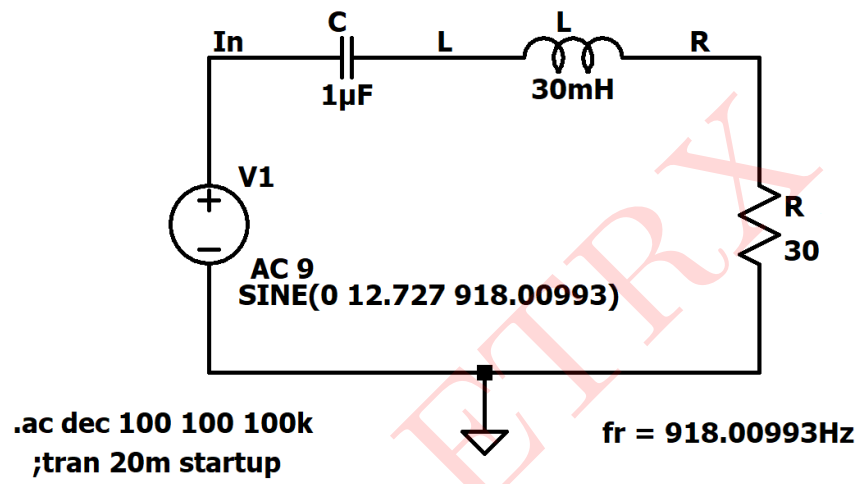 C
L
In
L
R
1µF
30mH
V1
R
30
AC 9
SINE(0 12.727 918.00993)
.ac dec 100 100 100k
;tran 20m startup
fr = 918.00993Hz
ETRX